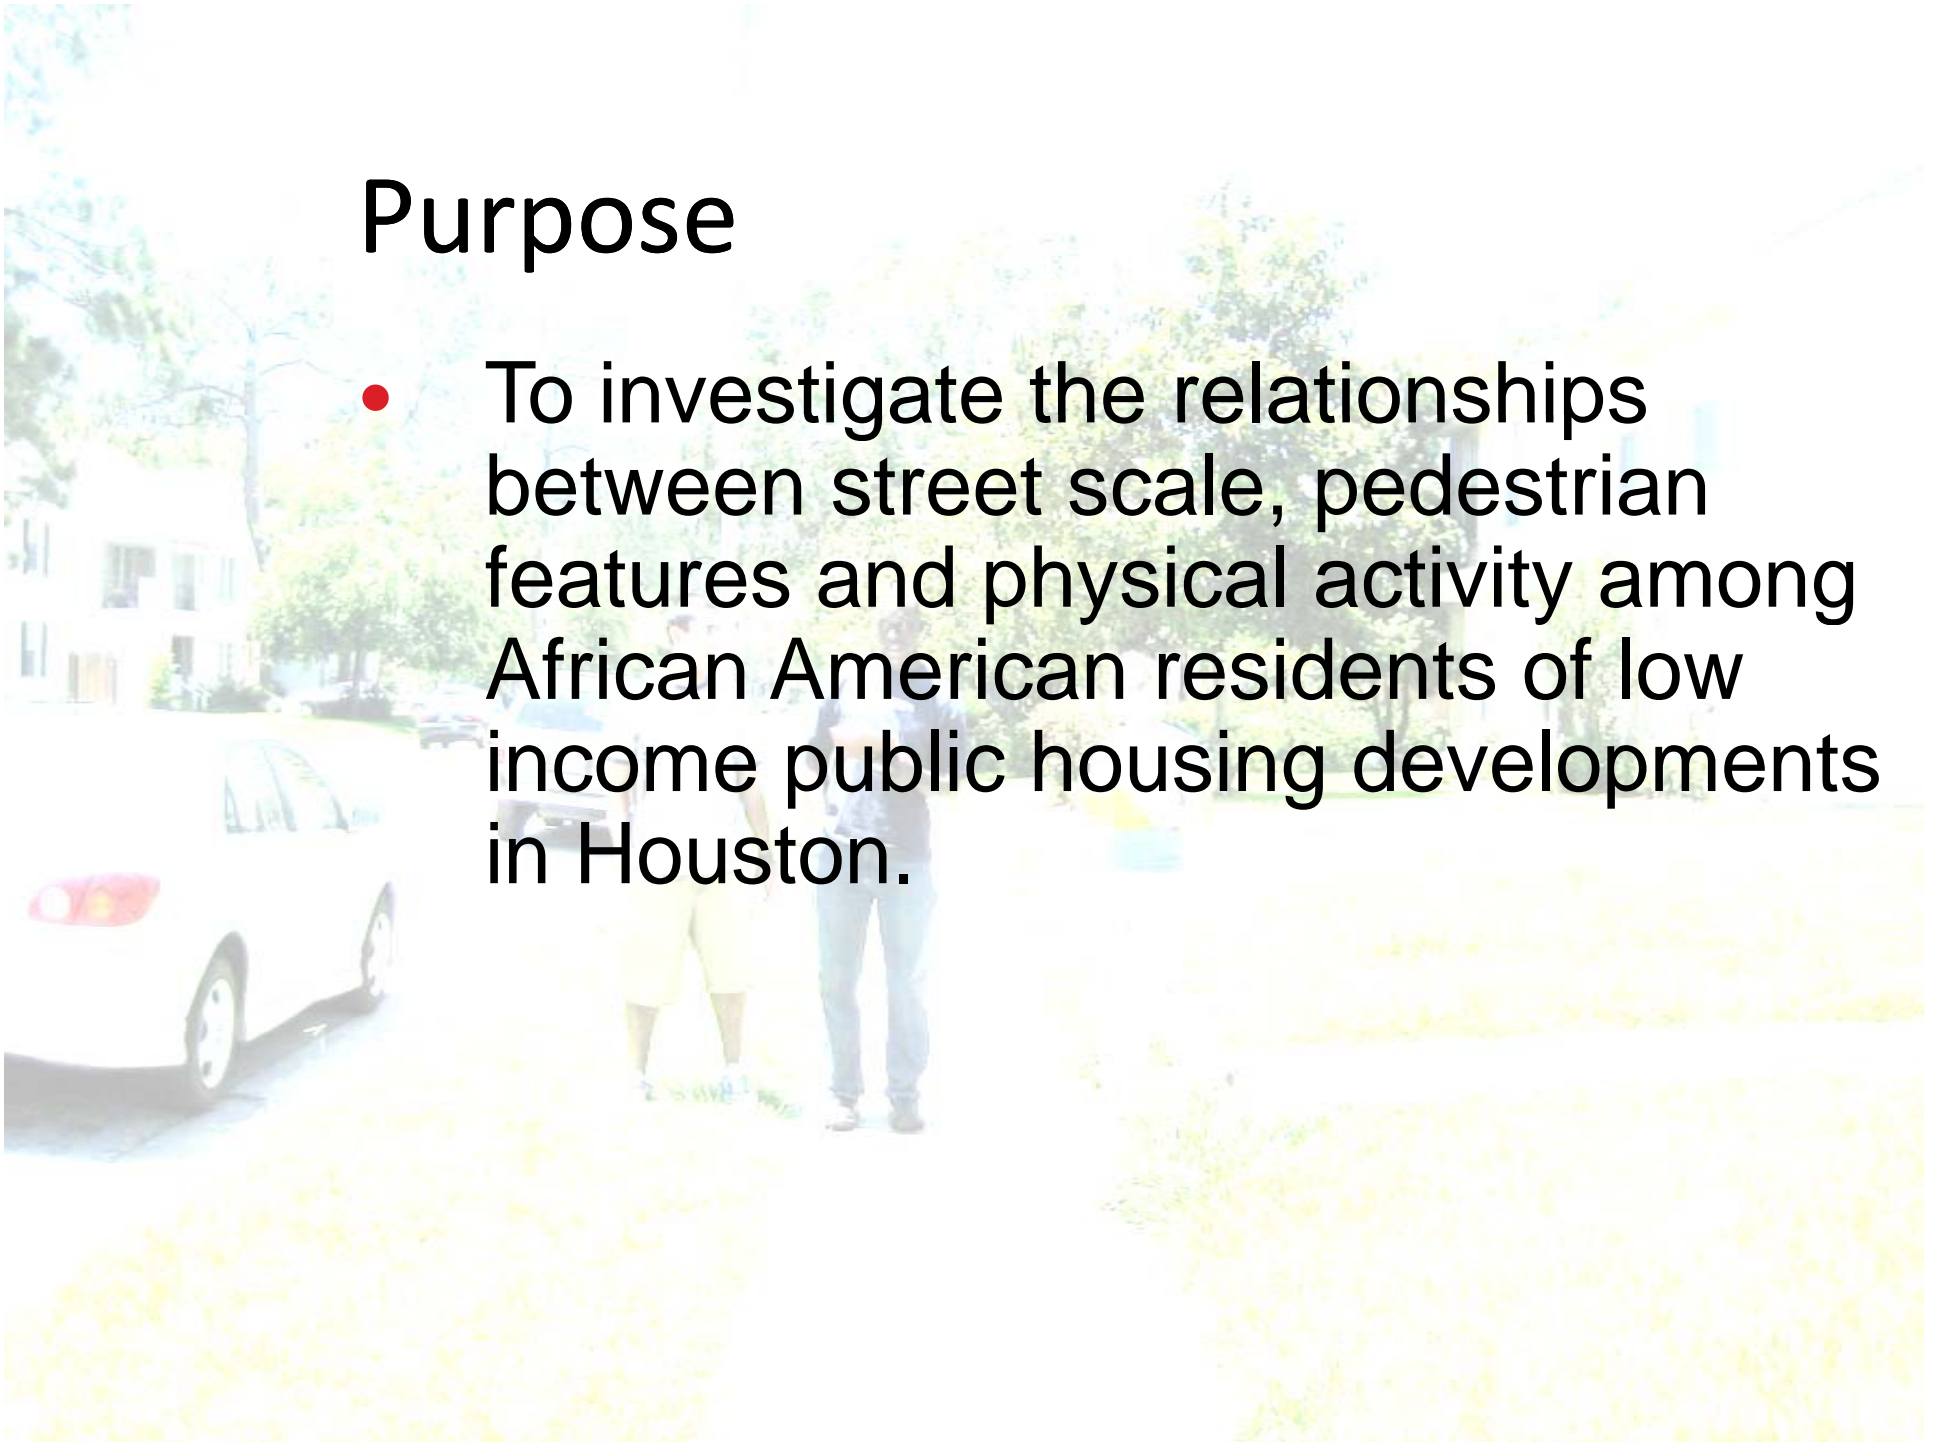 Purpose
• To investigate the relationships
between street scale, pedestrian
features and physical activity among
African American residents of low
income public housing developments
in Houston.